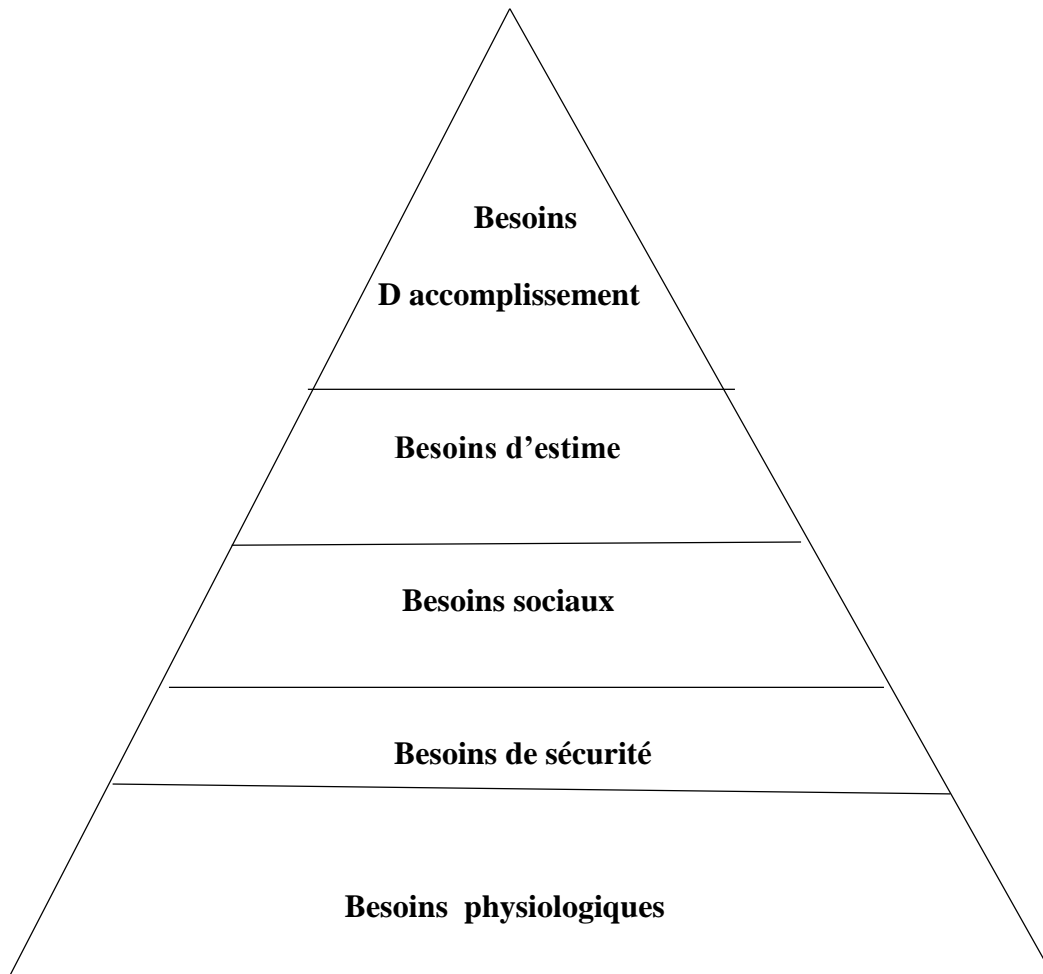 Besoins
D accomplissement
Besoins d’estime
Besoins sociaux
Besoins de sécurité
Besoins physiologiques